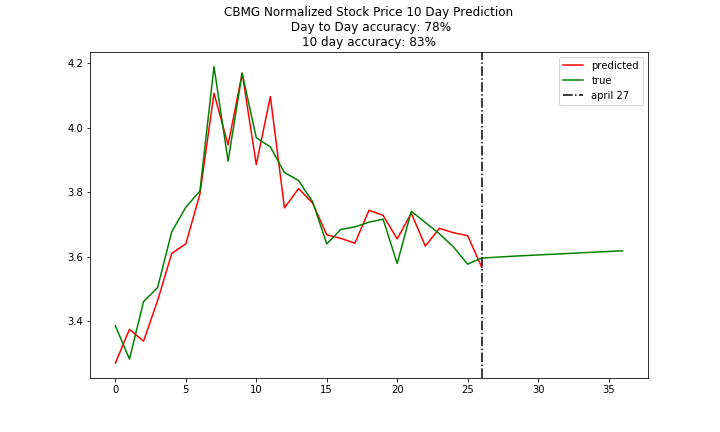 CBMG Normalized Stock Price 10 Day Prediction
Day to Day accuracy: 78%
10 day accuracy: 83%
predicted
true
april 27
4.2
4.0
3.8
3.6
3.4
0 5 10 15 20 25 30 35